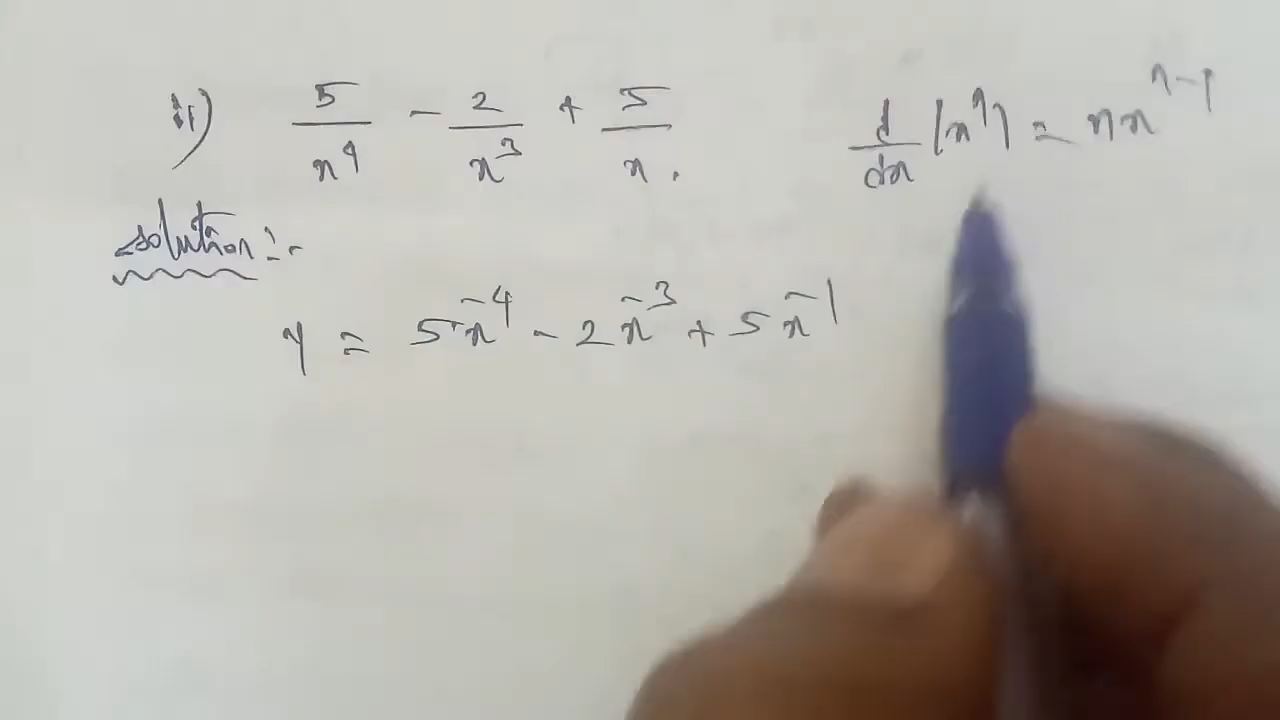 ii) 5/x⁴ - 2/x³ + 5/x.
d/dx (xⁿ) = nxⁿ⁻¹
solution:-
y = 5x⁻⁴ - 2x⁻³ + 5x⁻¹